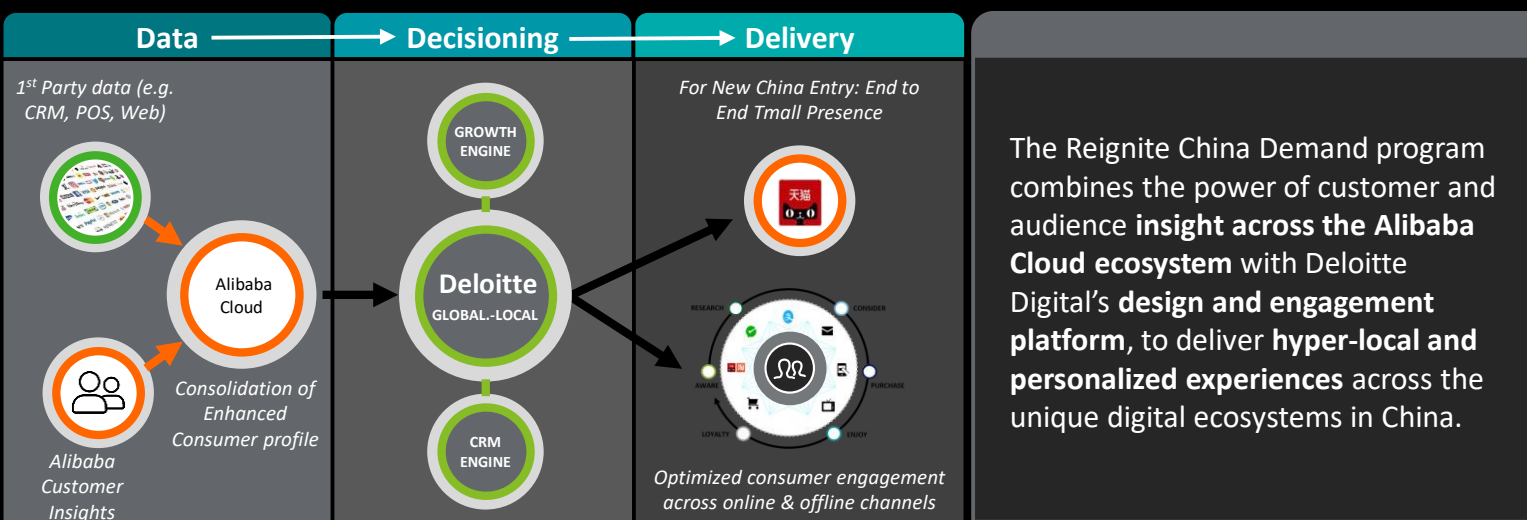 Data
Decisioning
Delivery
1st Party data (e.g.
CRM, POS, Web)
Alibaba
Cloud
Consolidation of
Enhanced
Consumer profile
Alibaba
Customer
Insights
GROWTH
ENGINE
Deloitte
GLOBAL.-LOCAL
CRM
ENGINE
For New China Entry: End to
End Tmall Presence
天猫
RESEARCH
CONSIDER
AWARE
PURCHASE
LOYALTY
ENJOY
Optimized consumer engagement
across online & offline channels
The Reignite China Demand program
combines the power of customer and
audience insight across the Alibaba
Cloud ecosystem with Deloitte
Digital’s design and engagement
platform, to deliver hyper-local and
personalized experiences across the
unique digital ecosystems in China.